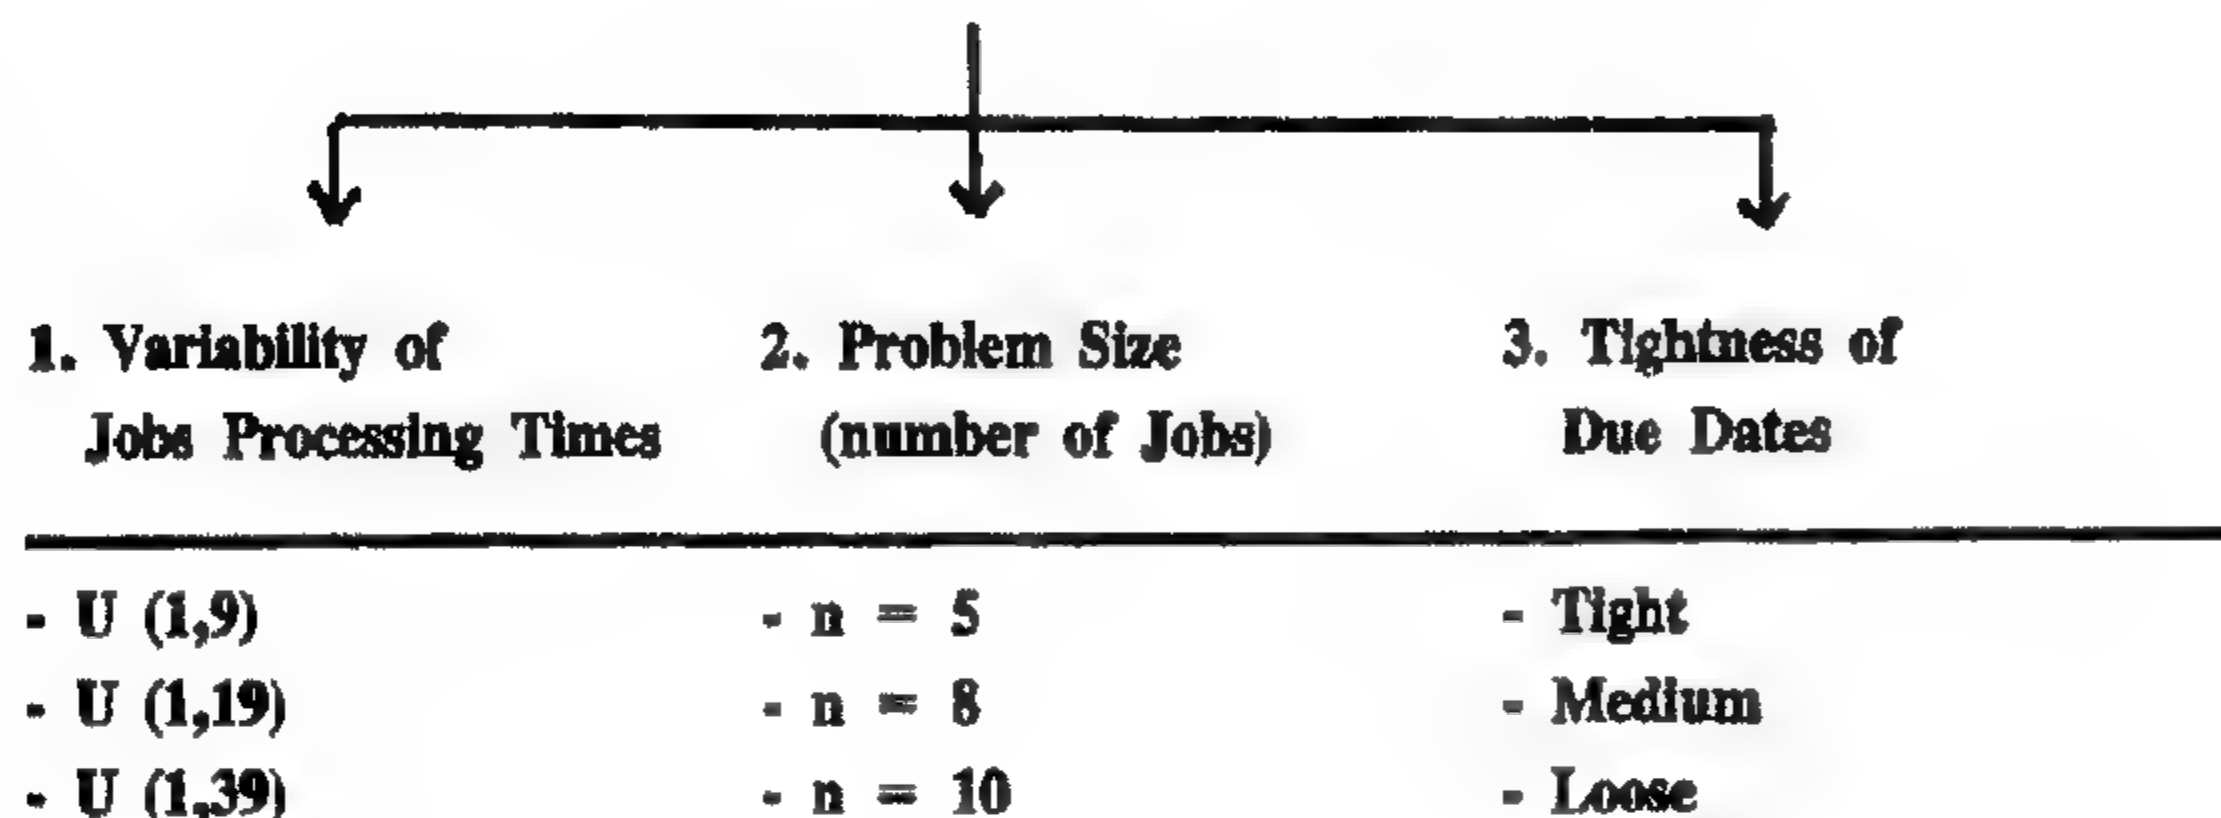 1. Variability of
Jobs Processing Times
2. Problem Size
(number of Jobs)
3. Tightness of
Due Dates
- U (1,9)
- n = 5
- Tight
- U (1,19)
- n = 8
- Medium
- U (1,39)
- n = 10
- Loose